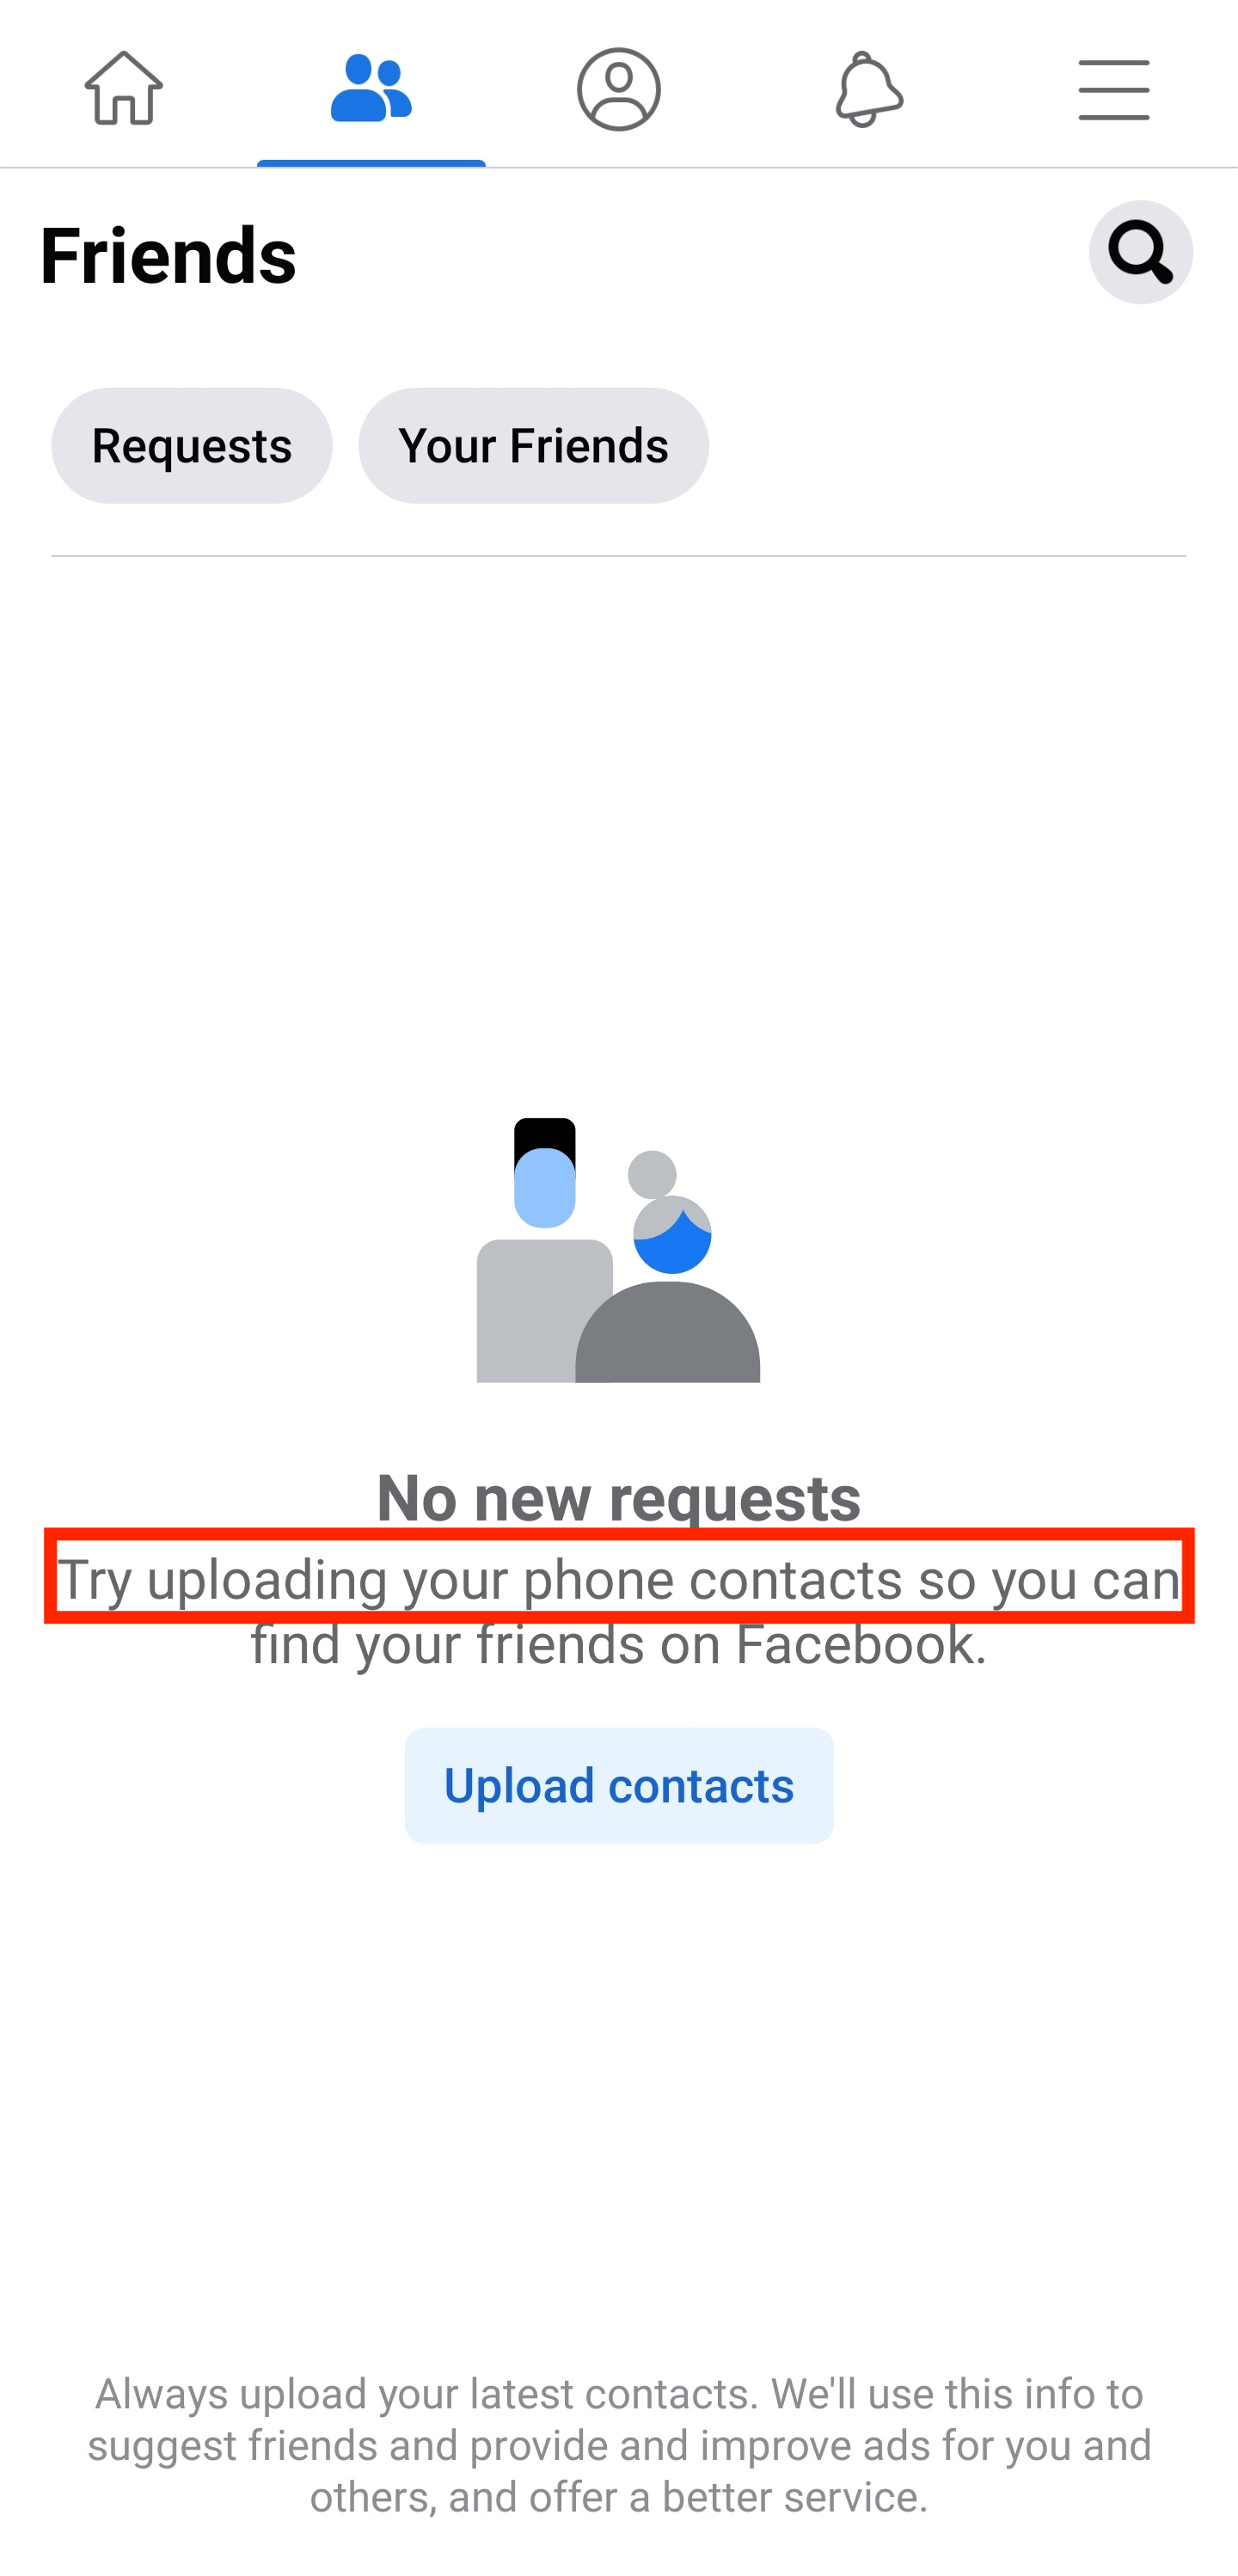 Friends
Requests
Your Friends
No new requests
Try uploading your phone contacts so you can
find your friends on Facebook.
Upload contacts
Always upload your latest contacts. We'll use this info to
suggest friends and provide and improve ads for you and
others, and offer a better service.